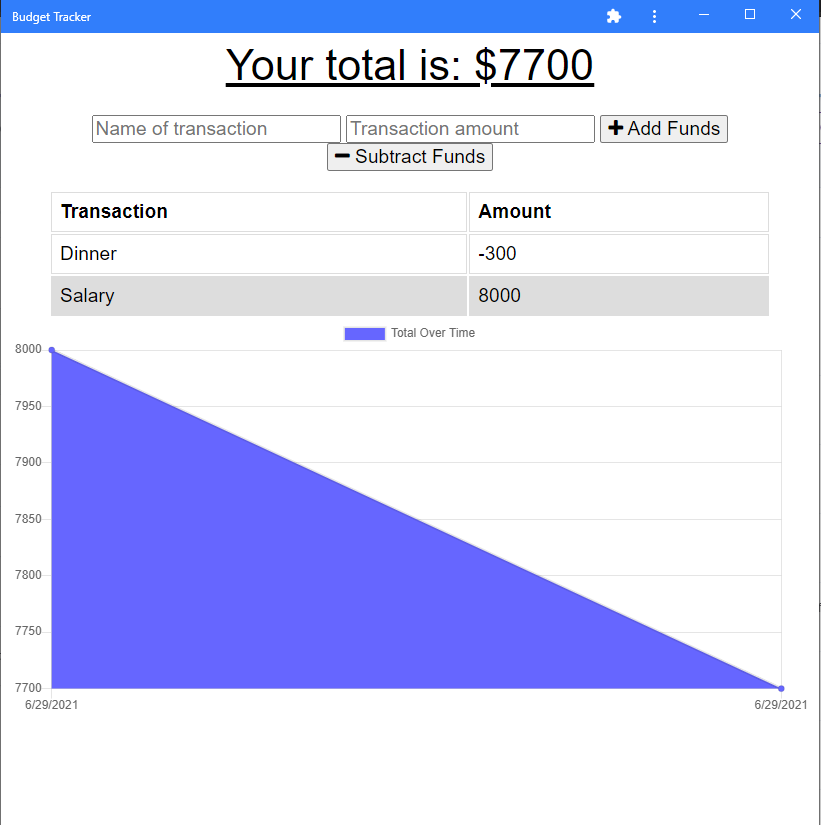 Budget Tracker
Your total is: $7700
Name of transaction Transaction amount Add Funds
Subtract Funds
Transaction Amount
Dinner -300
Salary 8000
Total Over Time
8000
7950
7900
7850
7800
7750
7700
6/29/2021 6/29/2021